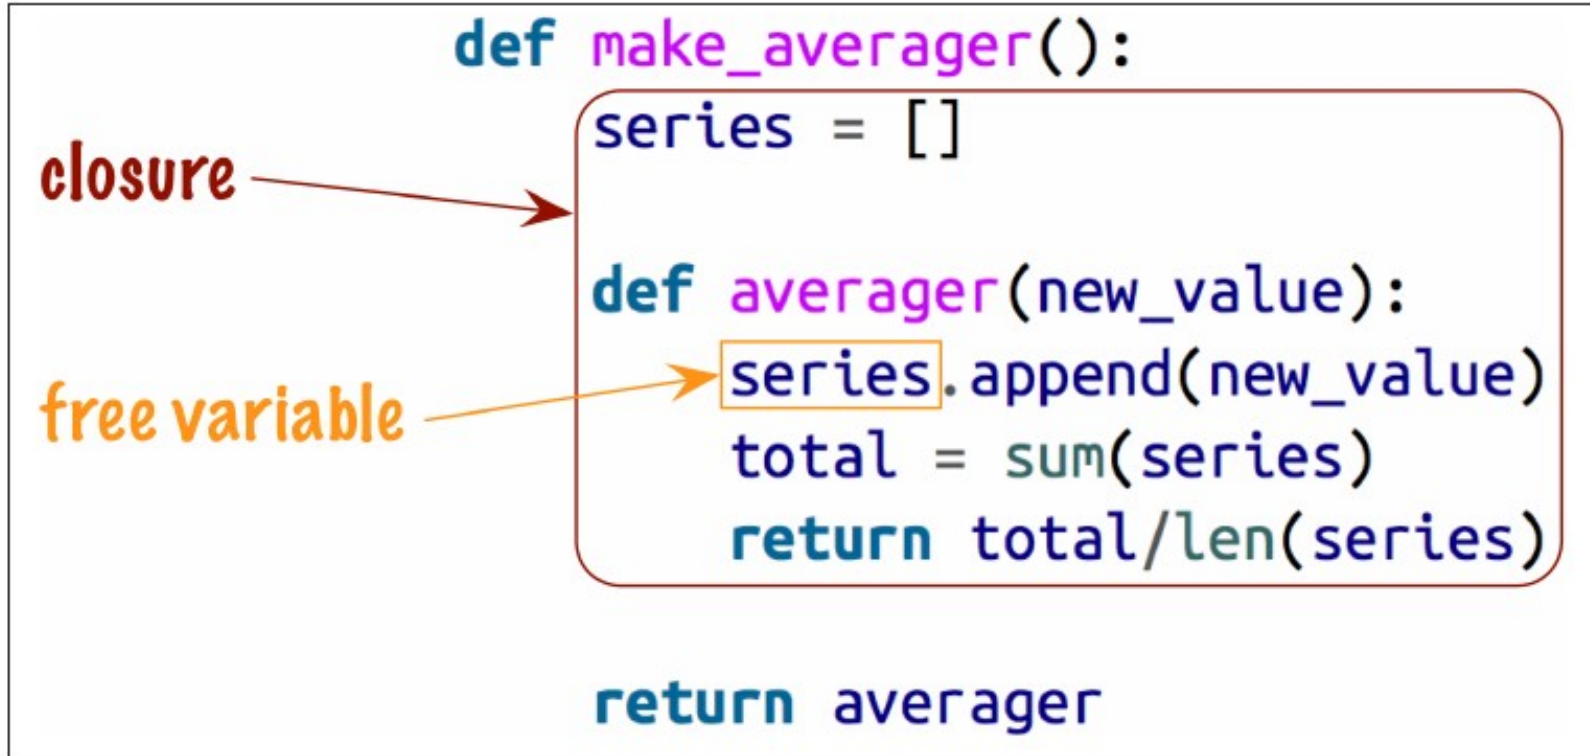 def make_averager():
series = []
closure
def averager(new_value):
series.append(new_value)
free variable
total = sum(series)
return total/len(series)
return averager